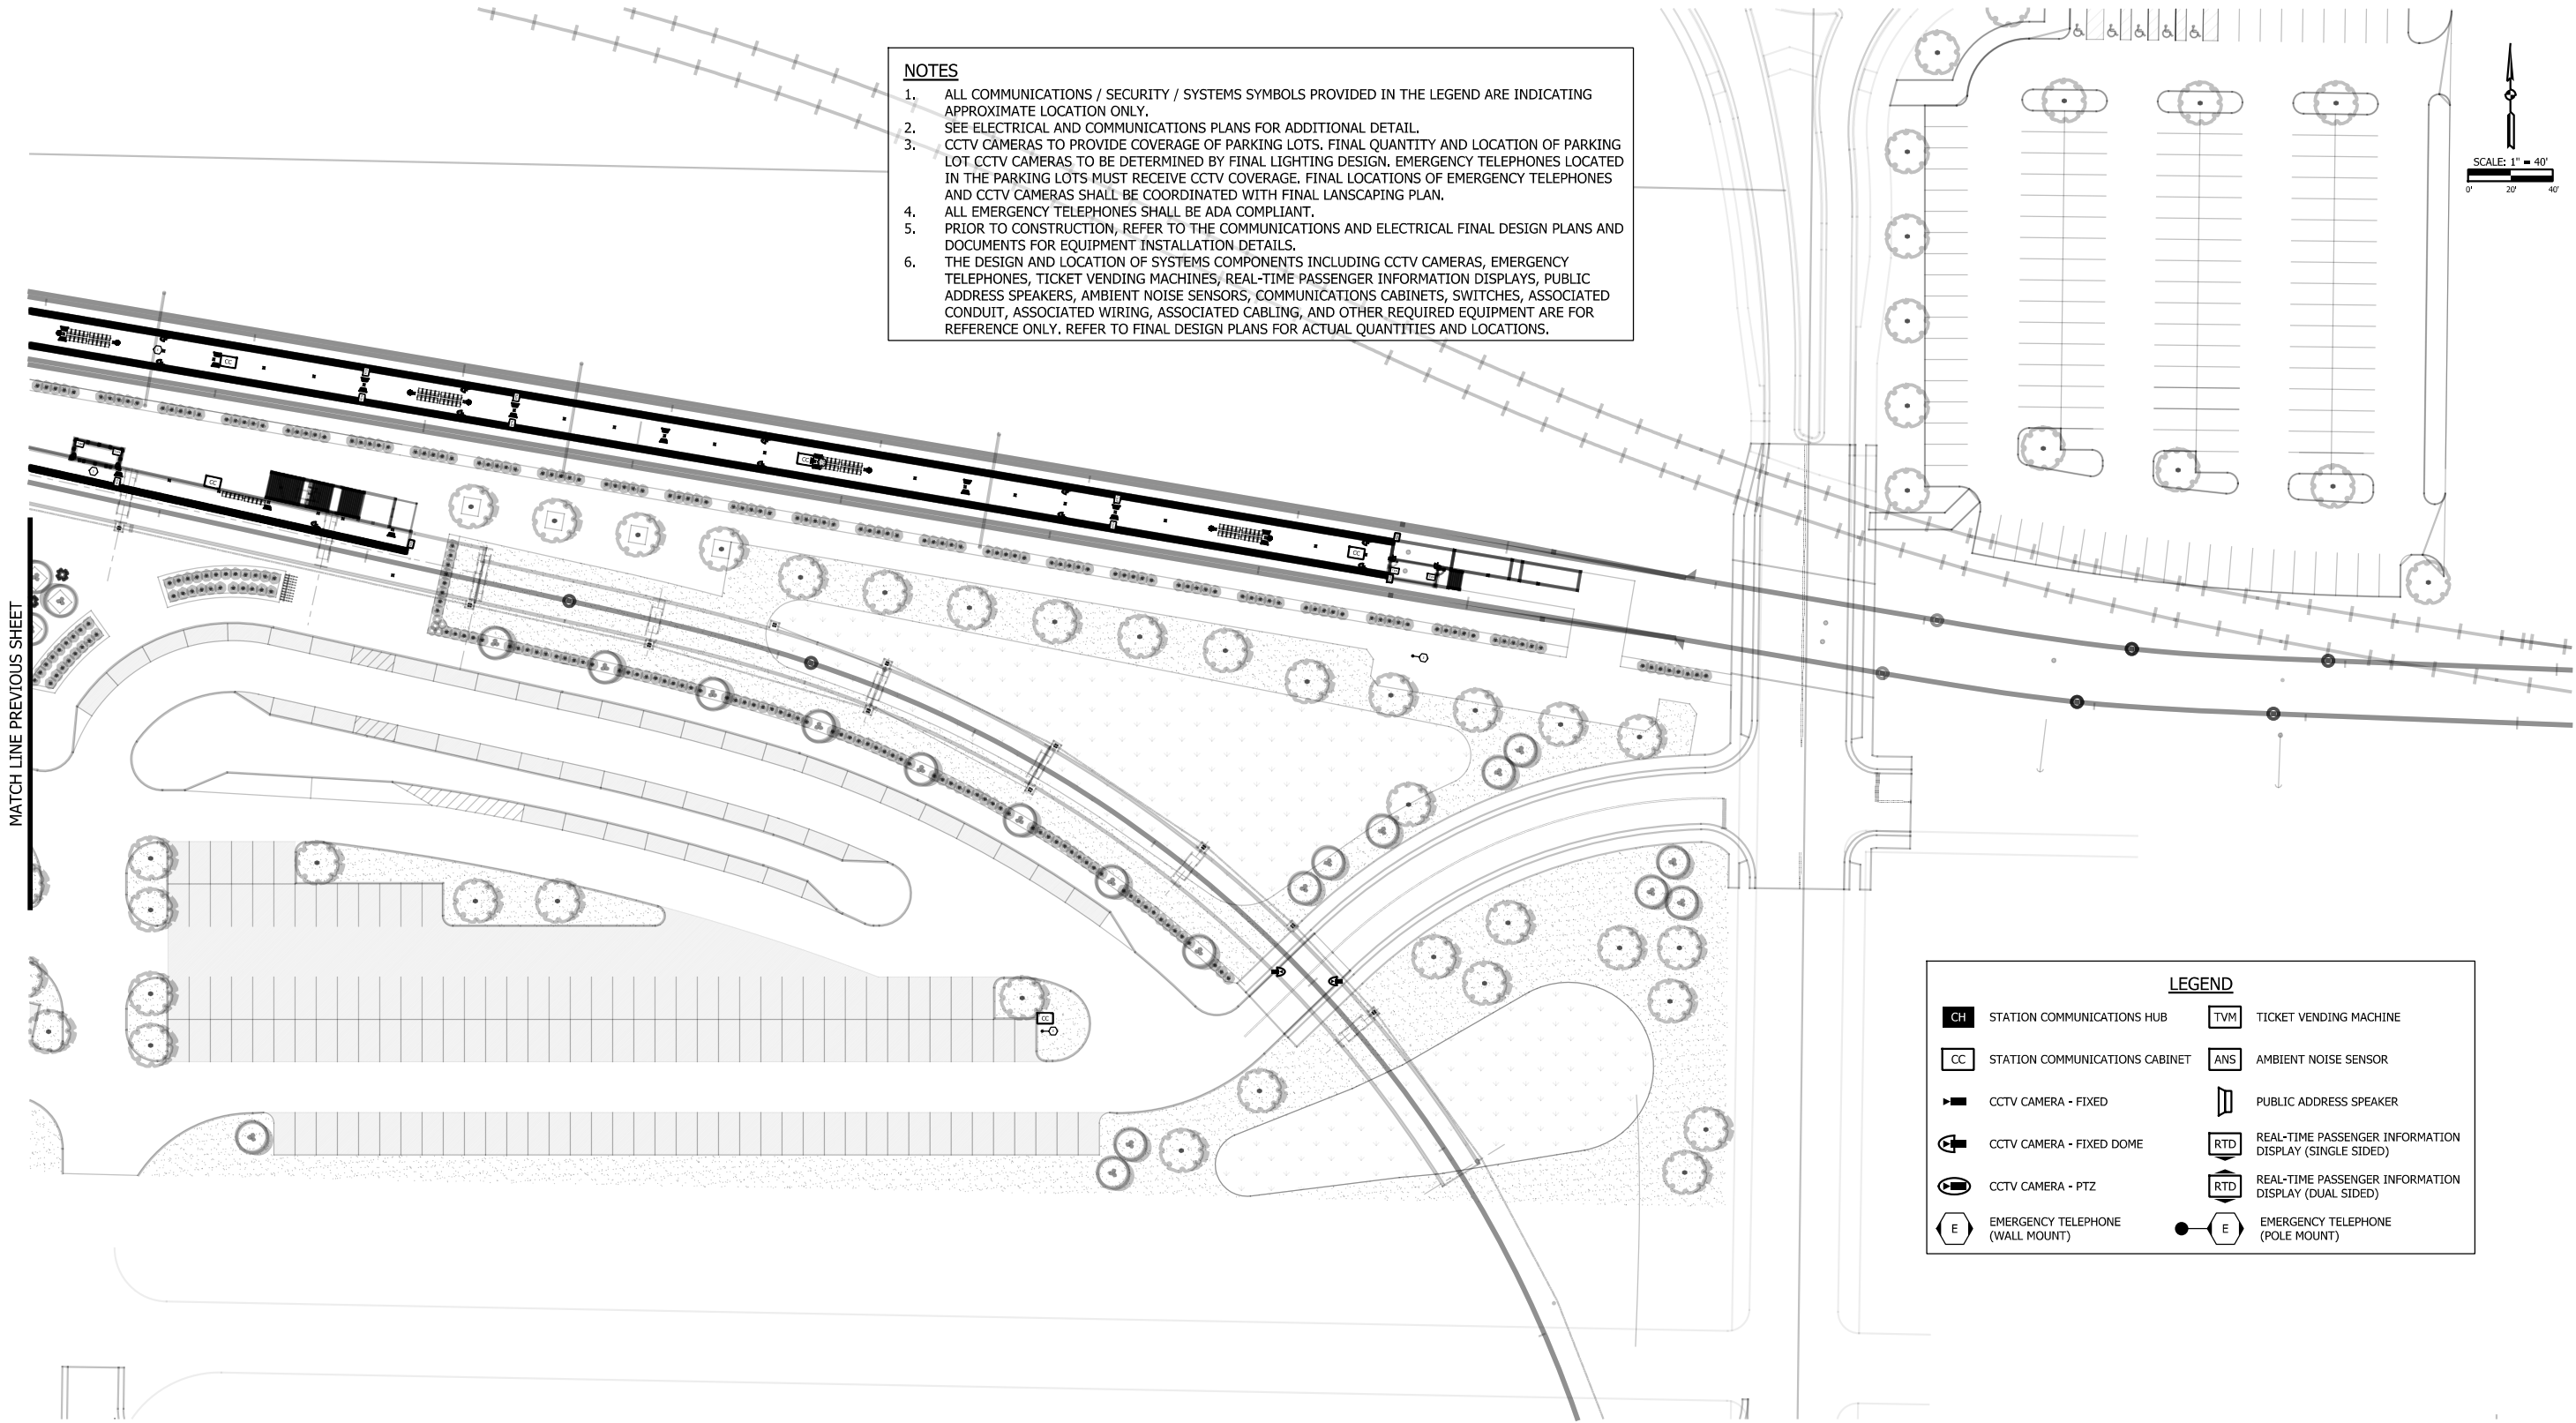 NOTES
1. ALL COMMUNICATIONS / SECURITY / SYSTEMS SYMBOLS PROVIDED IN THE LEGEND ARE INDICATING
APPROXIMATE LOCATION ONLY.
2. SEE ELECTRICAL AND COMMUNICATIONS PLANS FOR ADDITIONAL DETAIL.
3. CCTV CAMERAS TO PROVIDE COVERAGE OF PARKING LOTS. FINAL QUANTITY AND LOCATION OF PARKING
LOT CCTV CAMERAS TO BE DETERMINED BY FINAL LIGHTING DESIGN. EMERGENCY TELEPHONES LOCATED
IN THE PARKING LOTS MUST RECEIVE CCTV COVERAGE. FINAL LOCATIONS OF EMERGENCY TELEPHONES
AND CCTV CAMERAS SHALL BE COORDINATED WITH FINAL LANSCAPING PLAN.
4. ALL EMERGENCY TELEPHONES SHALL BE ADA COMPLIANT.
5. PRIOR TO CONSTRUCTION, REFER TO THE COMMUNICATIONS AND ELECTRICAL FINAL DESIGN PLANS AND
DOCUMENTS FOR EQUIPMENT INSTALLATION DETAILS.
6. THE DESIGN AND LOCATION OF SYSTEMS COMPONENTS INCLUDING CCTV CAMERAS, EMERGENCY
TELEPHONES, TICKET VENDING MACHINES, REAL-TIME PASSENGER INFORMATION DISPLAYS, PUBLIC
ADDRESS SPEAKERS, AMBIENT NOISE SENSORS, COMMUNICATIONS CABINETS, SWITCHES, ASSOCIATED
CONDUIT, ASSOCIATED WIRING, ASSOCIATED CABLING, AND OTHER REQUIRED EQUIPMENT ARE FOR
REFERENCE ONLY. REFER TO FINAL DESIGN PLANS FOR ACTUAL QUANTITIES AND LOCATIONS.
SCALE: 1" = 40'
0' 20' 40'
CC
CC
CC
CC
CC
MATCH LINE PREVIOUS SHEET
LEGEND
CH STATION COMMUNICATIONS HUB
TVM TICKET VENDING MACHINE
CC STATION COMMUNICATIONS CABINET
ANS AMBIENT NOISE SENSOR
CCTV CAMERA - FIXED
PUBLIC ADDRESS SPEAKER
CCTV CAMERA - FIXED DOME
RTD REAL-TIME PASSENGER INFORMATION
DISPLAY (SINGLE SIDED)
CCTV CAMERA - PTZ
RTD REAL-TIME PASSENGER INFORMATION
DISPLAY (DUAL SIDED)
E EMERGENCY TELEPHONE
(WALL MOUNT)
E EMERGENCY TELEPHONE
(POLE MOUNT)